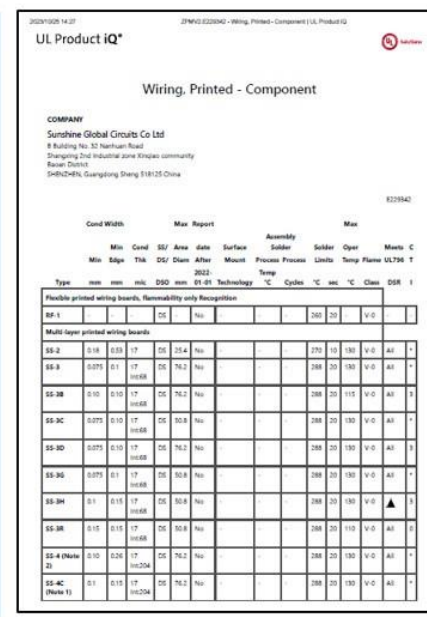 2023/10/25 14:27 ZPMV2.E229342 - Wiring, Printed - Component | UL Product iQ
UL Product iQ®
UL Solutions
Wiring, Printed - Component
COMPANY
Sunshine Global Circuits Co Ltd
B Building No. 32 Nanhuan Road
Shangxing 2nd Industrial zone Xinqiao community
Baoan District
SHENZHEN, Guangdong Sheng 518125 China
E229342
Cond Width Max Report Max
Assembly
Min Cond SS/ Area date Surface Solder Solder Oper Meets C
Min Edge Thk DS/ Diam After Mount Process Process Limits Temp Flame UL796 T
2022- Temp
Type mm mm mic DSO mm 01-01 Technology °C Cycles °C sec °C Class DSR I
Flexible printed wiring boards, flammability only Recognition
RF-1 - - - DS - No - - - 260 20 - V-0 - -
Multi-layer printed wiring boards
SS-2 0.18 0.33 17 DS 25.4 No - - - 270 10 130 V-0 All *
SS-3 0.075 0.1 17 DS 76.2 No - - - 288 20 130 V-0 All *
Int:68
SS-3B 0.10 0.10 17 DS 76.2 No - - - 288 20 115 V-0 All 3
Int:68
SS-3C 0.075 0.10 17 DS 50.8 No - - - 288 20 130 V-0 All *
Int:68
SS-3D 0.075 0.10 17 DS 76.2 No - - - 288 20 130 V-0 All 3
Int:68
SS-3G 0.075 0.1 17 DS 50.8 No - - - 288 20 130 V-0 All *
Int:68
SS-3H 0.1 0.15 17 DS 50.8 No - - - 288 20 130 V-0 ▲ 3
Int:68
SS-3R 0.15 0.15 17 DS 50.8 No - - - 288 20 110 V-0 All 0
Int:68
SS-4 (Note 0.10 0.26 17 DS 76.2 No - - - 288 20 130 V-0 All *
2) Int:204
SS-4C 0.1 0.15 17 DS 76.2 No - - - 288 20 130 V-0 All *
(Note 1) Int:204